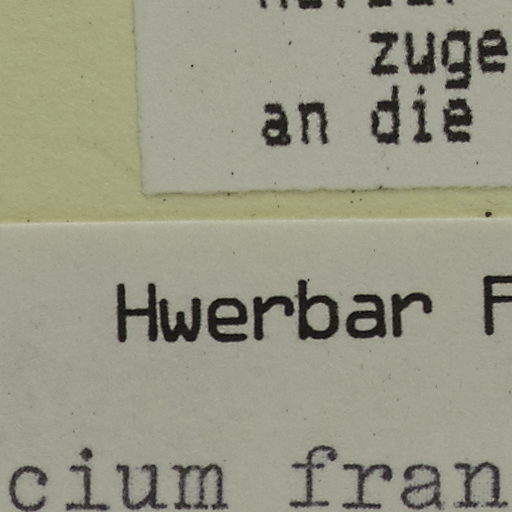 zuge
an die
Hwerbar F
cium fran